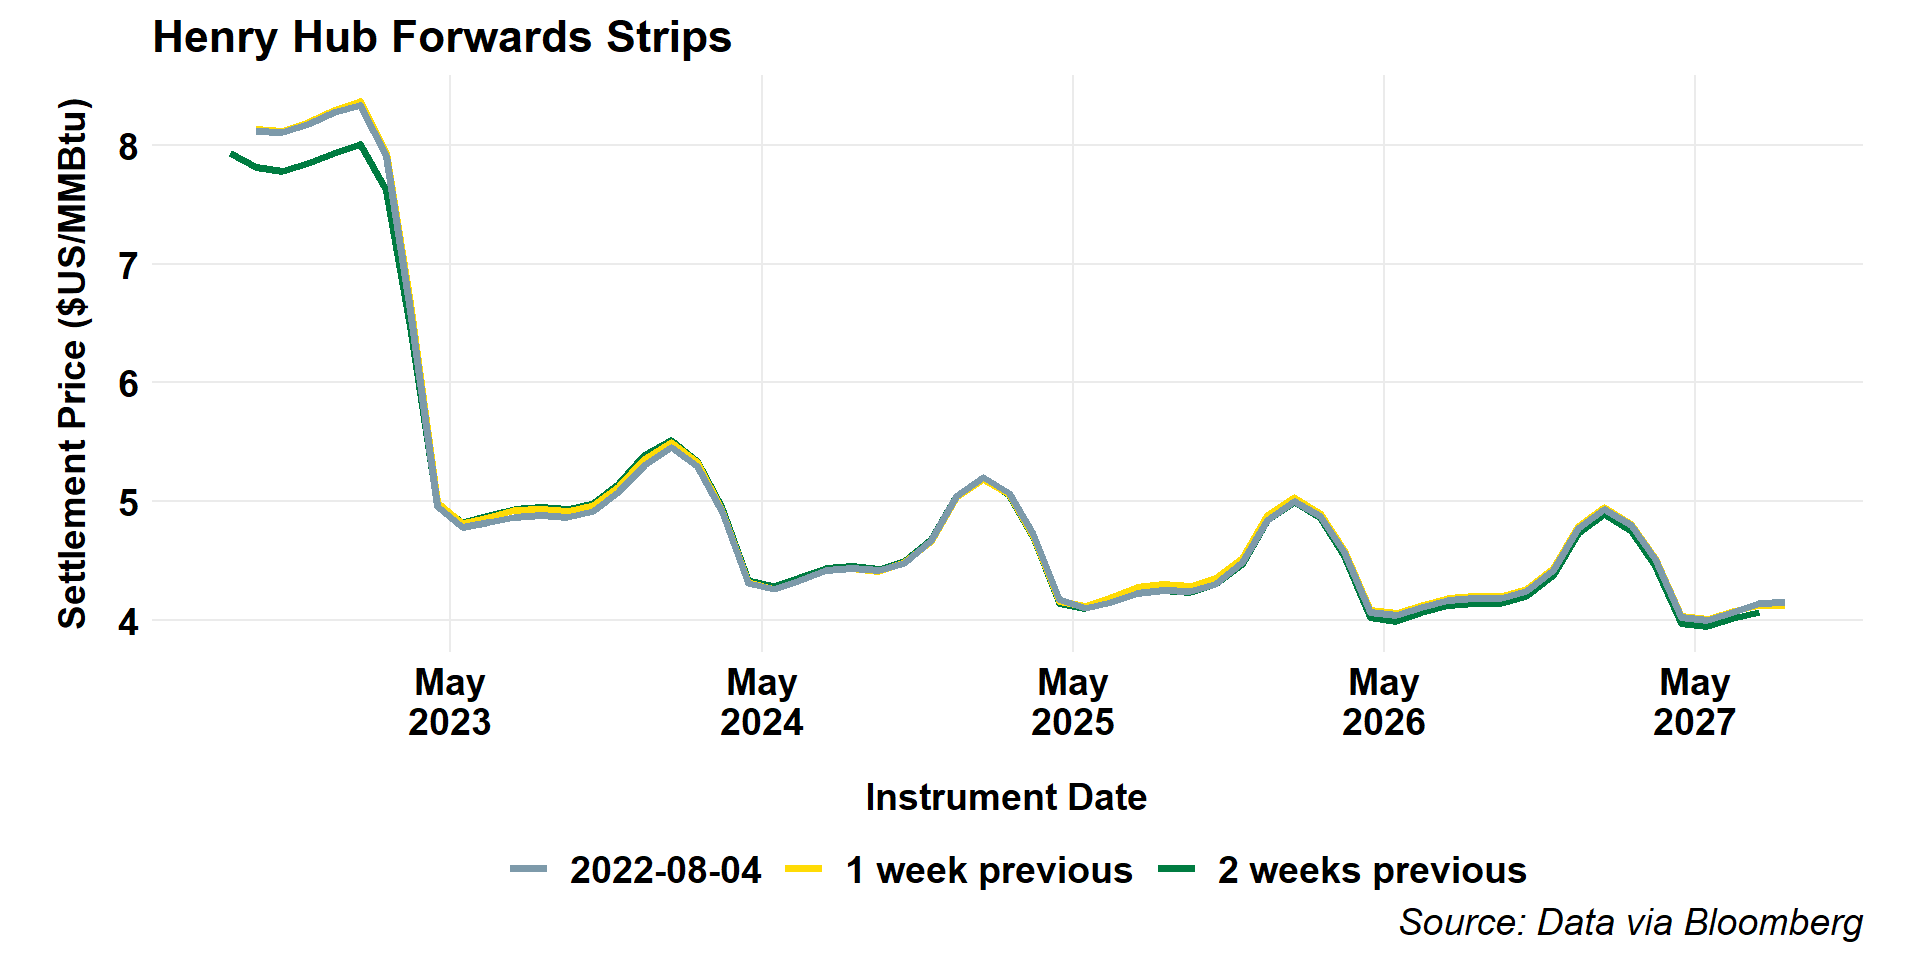 Henry Hub Forwards Strips
Settlement Price ($US/MMBtu)
8
7
6
5
4
May
2023
May
2024
May
2025
May
2026
May
2027
Instrument Date
2022-08-04
1 week previous
2 weeks previous
Source: Data via Bloomberg